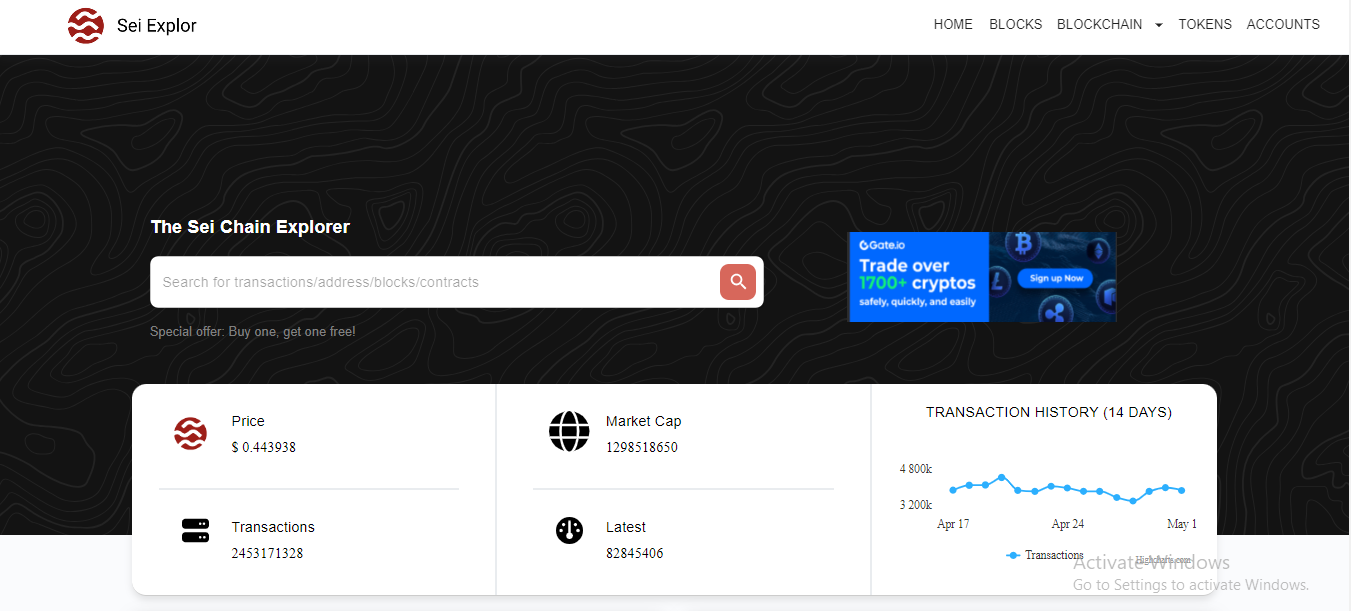 Sei Explor
HOME BLOCKS BLOCKCHAIN TOKENS ACCOUNTS
The Sei Chain Explorer
Search for transactions/address/blocks/contracts
Special offer: Buy one, get one free!
Gate.io
Trade over
1700+ cryptos
safely, quickly, and easily
Sign up Now
Price
$ 0.443938
Market Cap
1298518650
Transactions
2453171328
Latest
82845406
TRANSACTION HISTORY (14 DAYS)
4 800k
3 200k
Apr 17 Apr 24 May 1
Transactions
Highcharts.com
Activate Windows
Go to Settings to activate Windows.